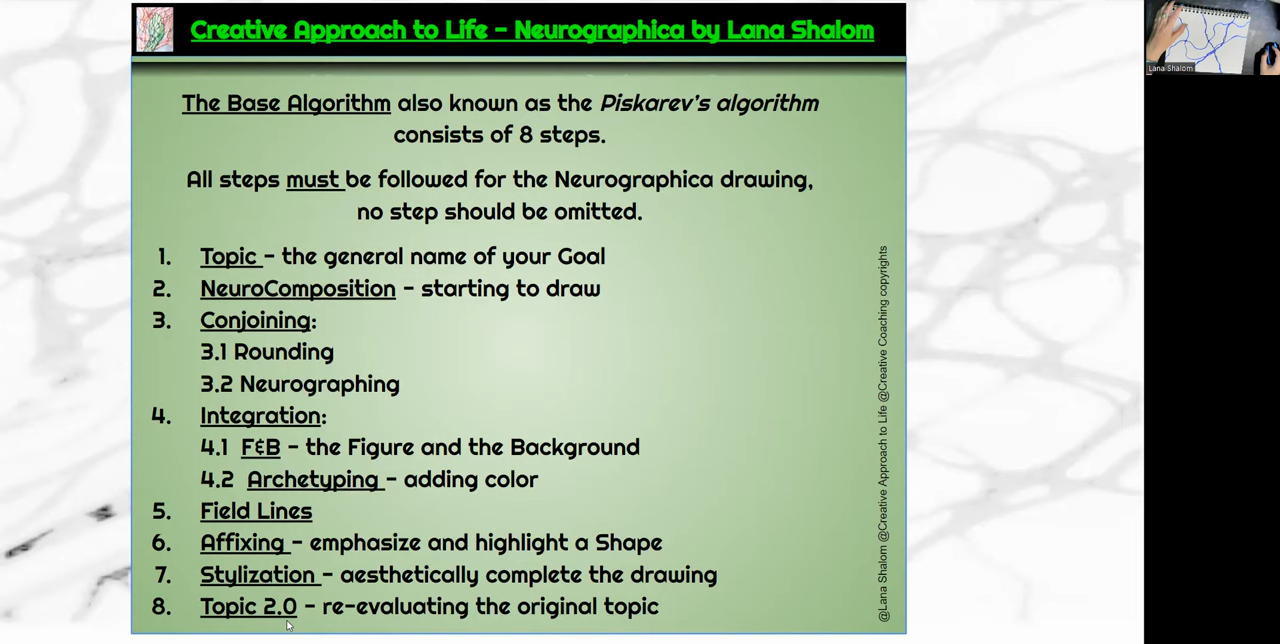 Creative Approach to Life - Neurographica by Lana Shalom
Lana Shalom
The Base Algorithm also known as the Piskarev's algorithm
consists of 8 steps.
All steps must be followed for the Neurographica drawing,
no step should be omitted.
1. Topic - the general name of your Goal
2. NeuroComposition - starting to draw
3. Conjoining:
3.1 Rounding
3.2 Neurographing
4. Integration:
4.1 F&B - the Figure and the Background
4.2 Archetyping - adding color
5. Field Lines
6. Affixing - emphasize and highlight a Shape
7. Stylization - aesthetically complete the drawing
8. Topic 2.0 - re-evaluating the original topic
@Lana Shalom @Creative Approach to Life @Creative Coaching copyrights